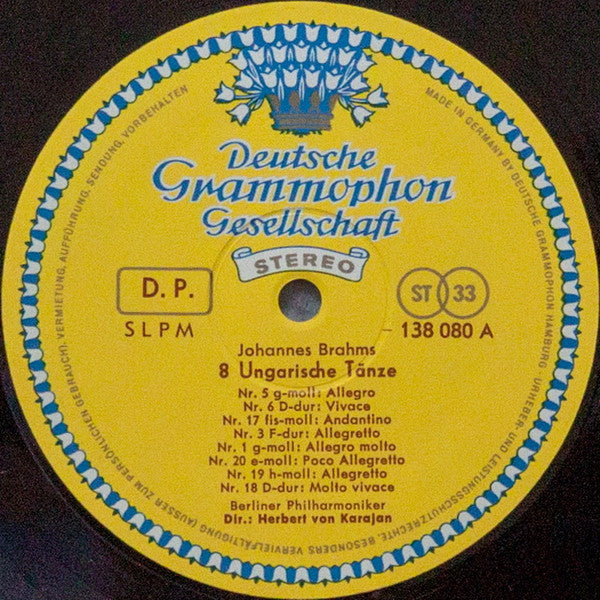 Deutsche
Grammophon
Gesellschaft
STEREO
D. P.
ST 33
SLPM
138 080 A
Johannes Brahms
8 Ungarische Tänze
Nr. 5 g-moll: Allegro
Nr. 6 D-dur: Vivace
Nr. 17 fis-moll: Andantino
Nr. 3 F-dur: Allegretto
Nr. 1 g-moll: Allegro molto
Nr. 20 e-moll: Poco Allegretto
Nr. 19 h-moll: Allegretto
Nr. 18 D-dur: Molto vivace
Berliner Philharmoniker
Dir.: Herbert von Karajan
MADE IN GERMANY BY DEUTSCHE GRAMMOPHON HAMBURG · URHEBER- UND LEISTUNGSSCHUTZRECHTE, BESONDERS VERVIELFÄLTIGUNG (AUSSER ZUM PERSÖNLICHEN GEBRAUCH), VERMIETUNG, AUFFÜHRUNG, SENDUNG, VORBEHALTEN